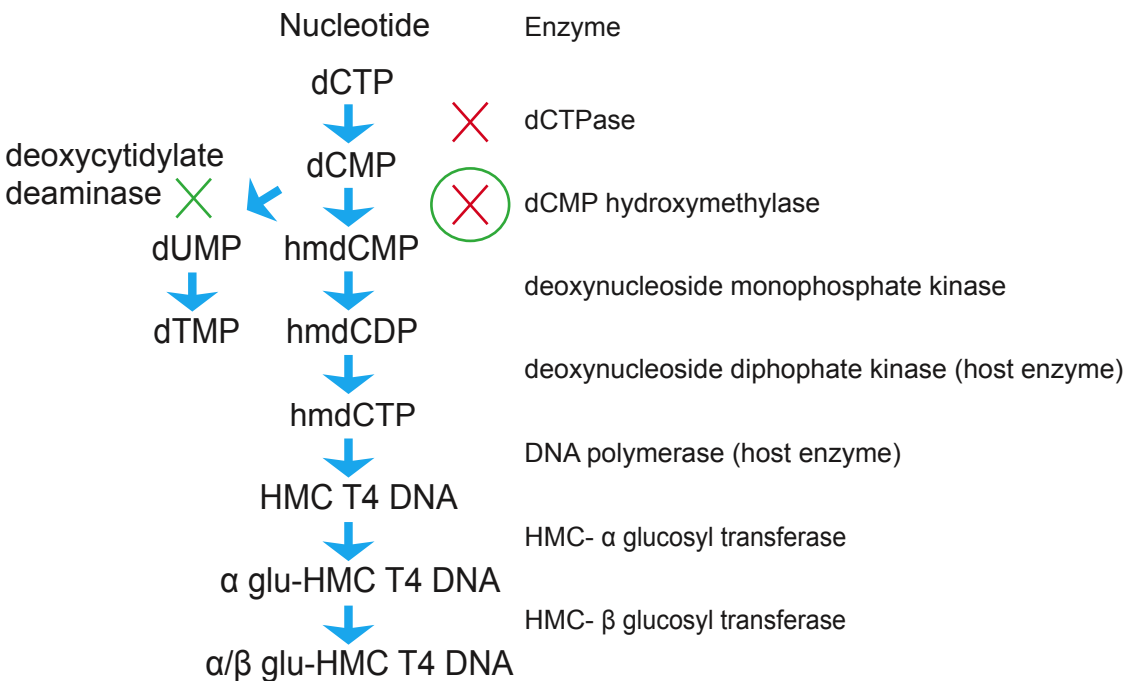 Nucleotide Enzyme
dCTP
dCTPase
deoxycytidylate
deaminase
dCMP
dCMP hydroxymethylase
dUMP hmdCMP
deoxynucleoside monophosphate kinase
dTMP hmdCDP
deoxynucleoside diphophate kinase (host enzyme)
hmdCTP
DNA polymerase (host enzyme)
HMC T4 DNA
HMC- α glucosyl transferase
α glu-HMC T4 DNA
HMC- β glucosyl transferase
α/β glu-HMC T4 DNA